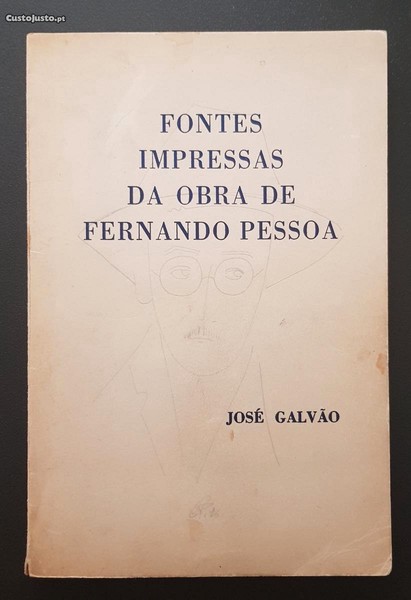 CustoJusto.pt
FONTES
IMPRESSAS
DA OBRA DE
FERNANDO PESSOA
JOSÉ GALVÃO